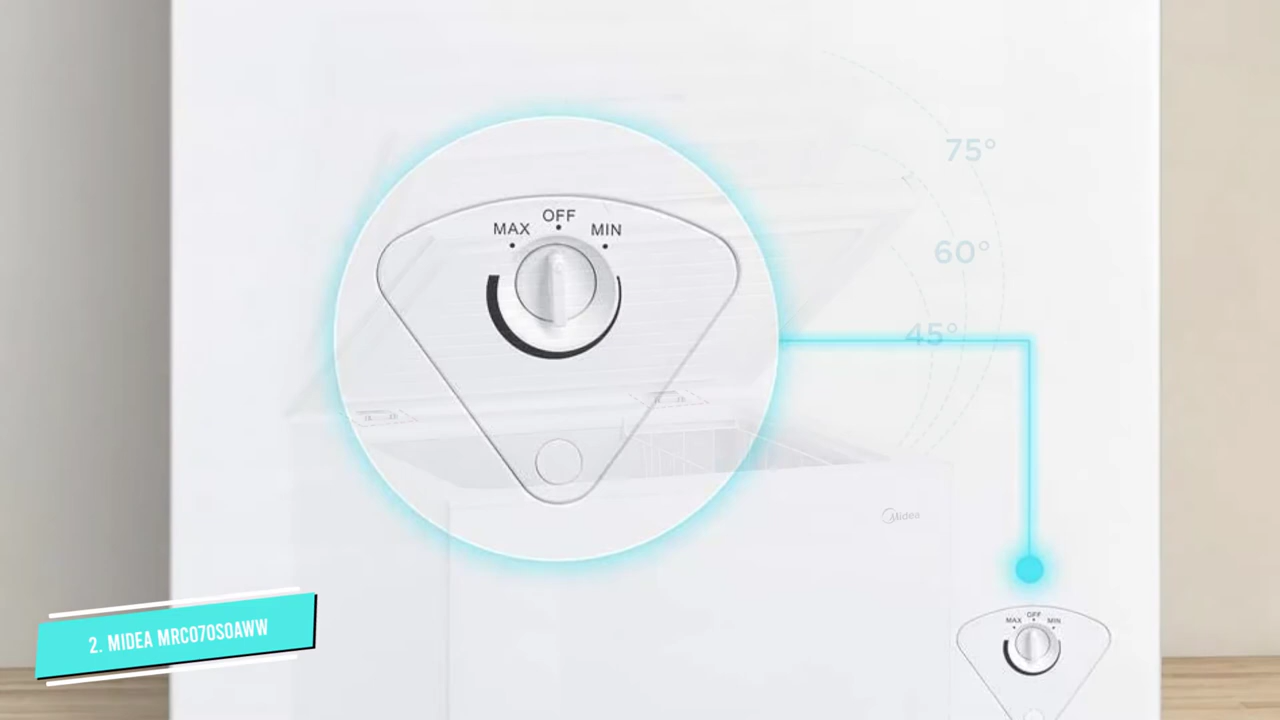 75°
OFF
MAX
MIN
60°
45°
Midea
OFF
MAX
MIN
2. MIDEA MRC070S0AWW